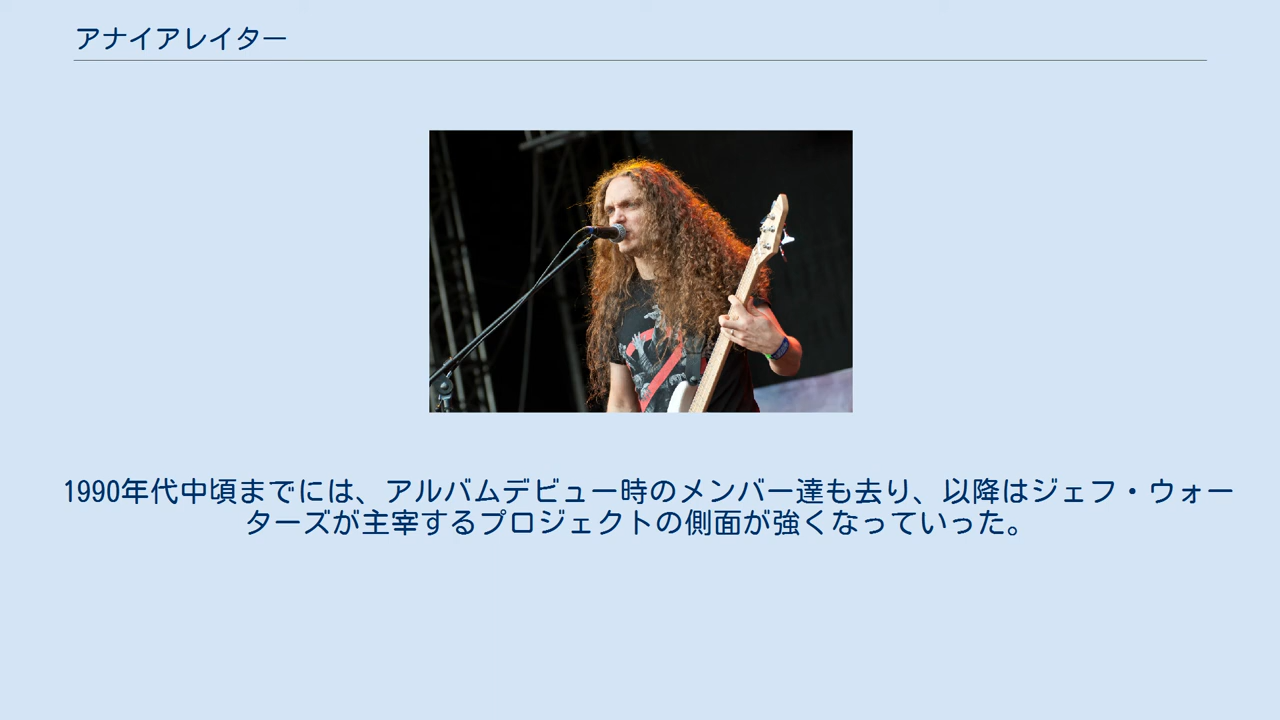 アナイアレイター
1990年代中頃までには、アルバムデビュー時のメンバー達も去り、以降はジェフ・ウォー
ターズが主宰するプロジェクトの側面が強くなっていった。